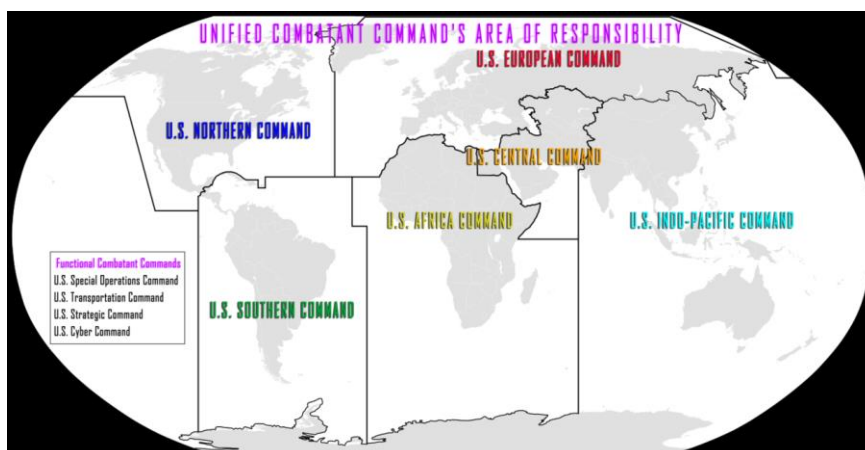 UNIFIED COMBATANT COMMAND'S AREA OF RESPONSIBILITY
U.S. EUROPEAN COMMAND
U.S. NORTHERN COMMAND
U.S. CENTRAL COMMAND
U.S. AFRICA COMMAND
U.S. INDO-PACIFIC COMMAND
U.S. SOUTHERN COMMAND
Functional Combatant Commands
U.S. Special Operations Command
U.S. Transportation Command
U.S. Strategic Command
U.S. Cyber Command